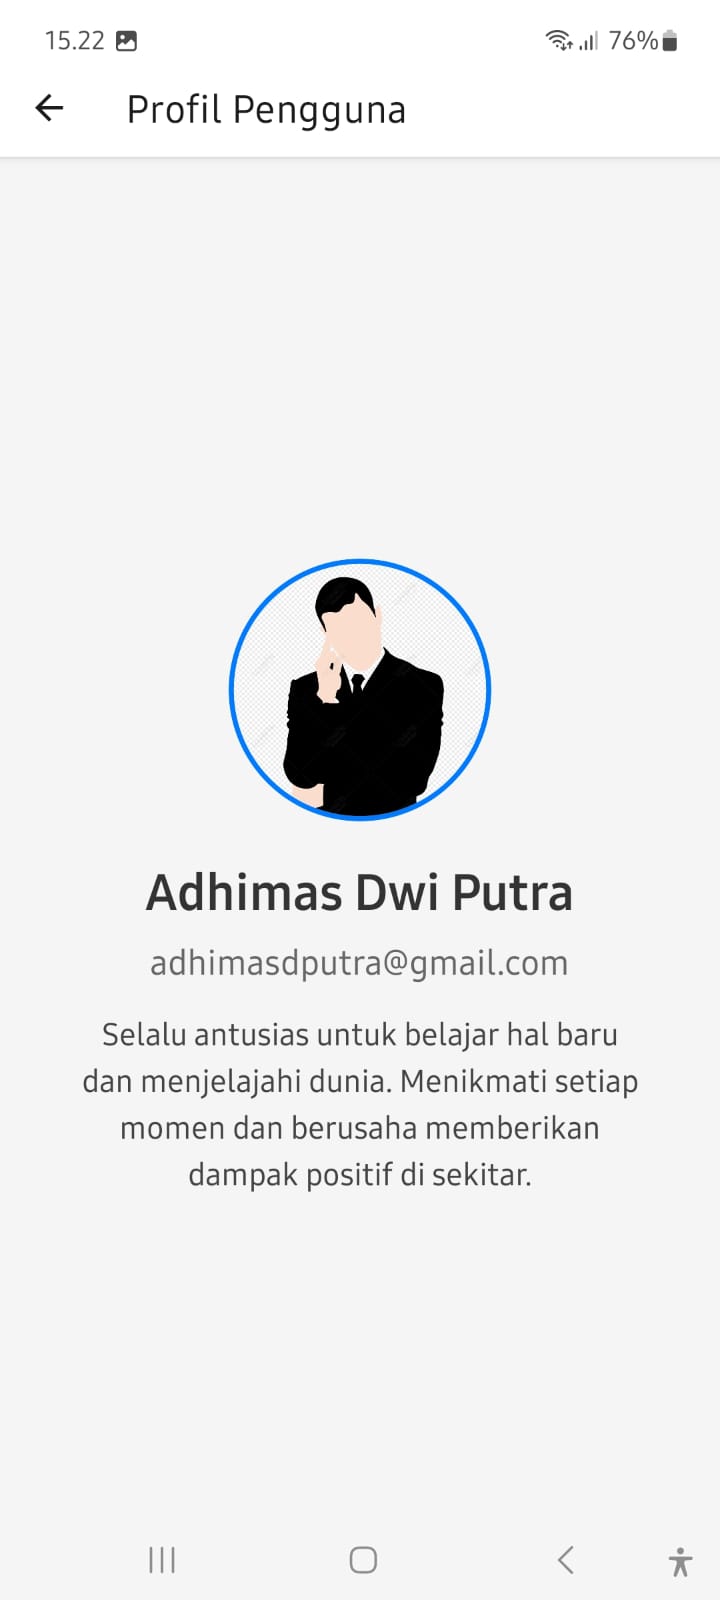 15.22
76%
Profil Pengguna
Adhimas Dwi Putra
adhimasdputra@gmail.com
Selalu antusias untuk belajar hal baru
dan menjelajahi dunia. Menikmati setiap
momen dan berusaha memberikan
dampak positif di sekitar.